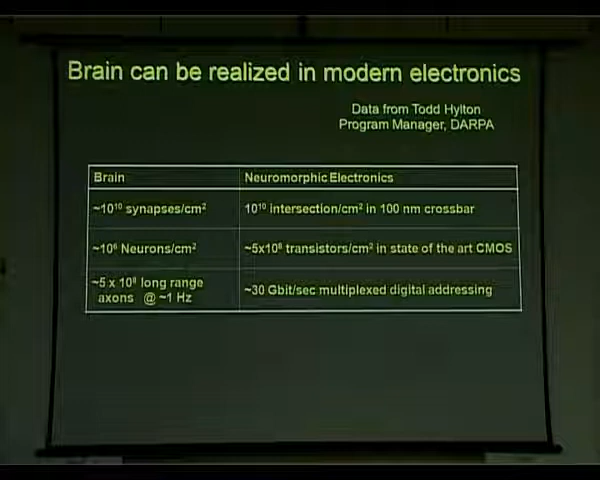 Brain can be realized in modern electronics
Data from Todd Hylton
Program Manager, DARPA
Brain
Neuromorphic Electronics
~10¹⁰ synapses/cm²
10¹⁰ intersection/cm² in 100 nm crossbar
~10⁶ Neurons/cm²
~5x10⁸ transistors/cm² in state of the art CMOS
~5 x 10⁸ long range
axons @ ~1 Hz
~30 Gbit/sec multiplexed digital addressing